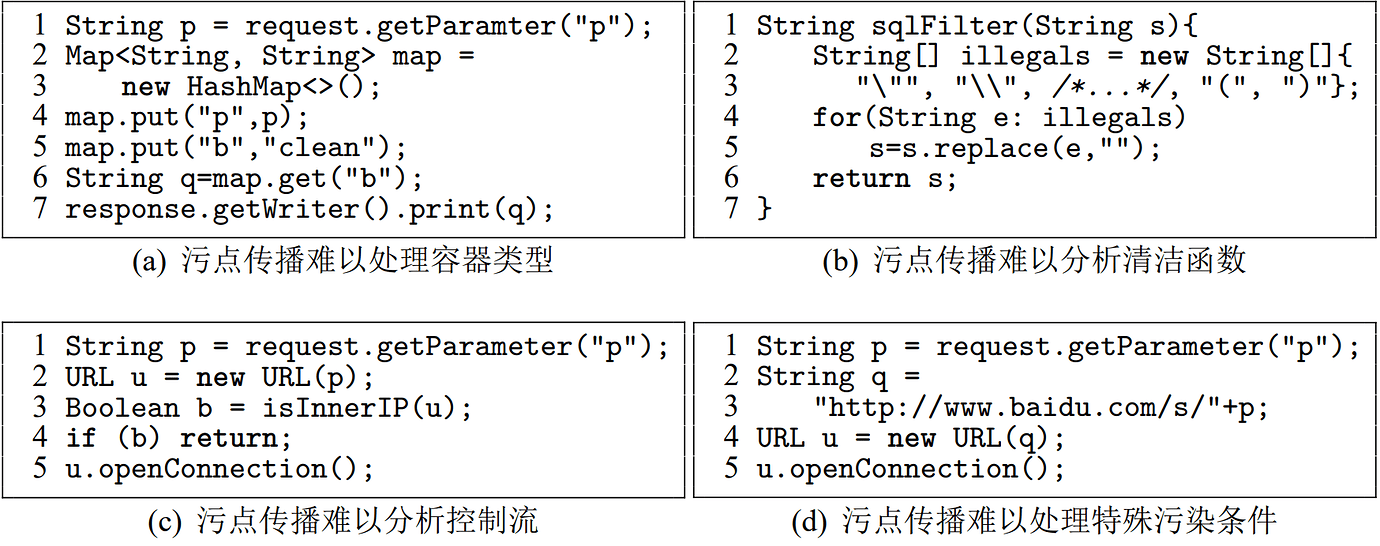 1 String p = request.getParamter("p");
2 Map<String, String> map =
3 new HashMap<>();
4 map.put("p",p);
5 map.put("b","clean");
6 String q=map.get("b");
7 response.getWriter().print(q);
(a) 污点传播难以处理容器类型
1 String sqlFilter(String s){
2 String[] illegals = new String[]{
3 "\"", "\\", /*...*/, "(", ")"};
4 for(String e: illegals)
5 s=s.replace(e,"");
6 return s;
7 }
(b) 污点传播难以分析清洁函数
1 String p = request.getParameter("p");
2 URL u = new URL(p);
3 Boolean b = isInnerIP(u);
4 if (b) return;
5 u.openConnection();
(c) 污点传播难以分析控制流
1 String p = request.getParameter("p");
2 String q =
3 "http://www.baidu.com/s/"+p;
4 URL u = new URL(q);
5 u.openConnection();
(d) 污点传播难以处理特殊污染条件